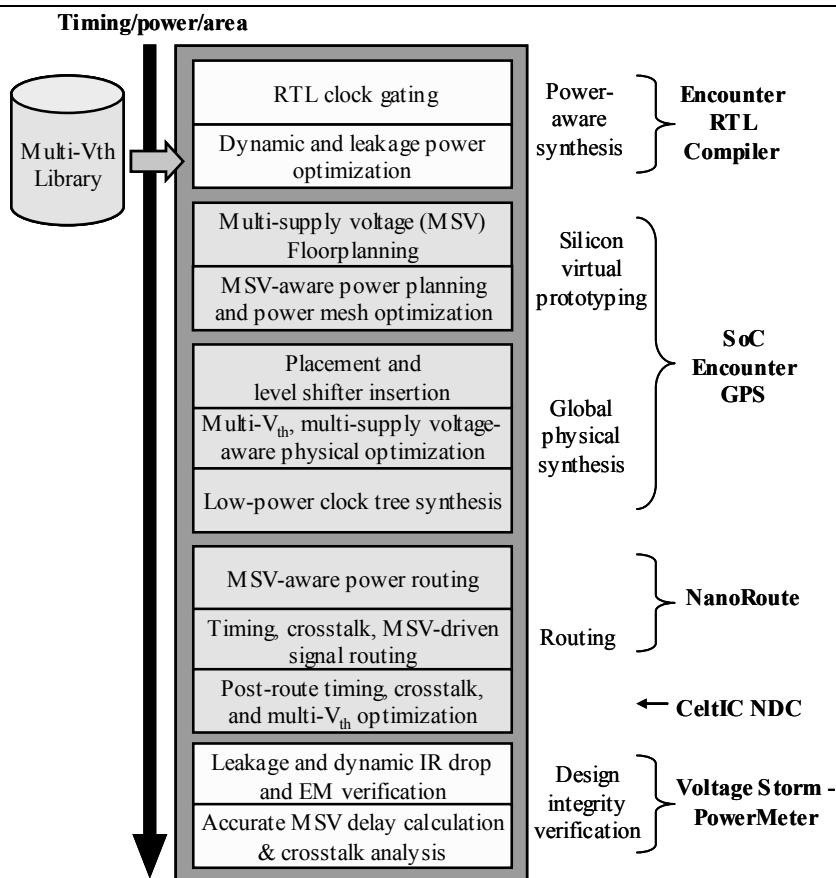 Timing/power/area
Multi-Vth
Library
RTL clock gating
Dynamic and leakage power
optimization
Power-
aware
synthesis
Encounter
RTL
Compiler
Multi-supply voltage (MSV)
Floorplanning
MSV-aware power planning
and power mesh optimization
Silicon
virtual
prototyping
Placement and
level shifter insertion
Multi-Vth, multi-supply voltage-
aware physical optimization
Low-power clock tree synthesis
Global
physical
synthesis
SoC
Encounter
GPS
MSV-aware power routing
Timing, crosstalk, MSV-driven
signal routing
Post-route timing, crosstalk,
and multi-Vth optimization
Routing
NanoRoute
CeltIC NDC
Leakage and dynamic IR drop
and EM verification
Accurate MSV delay calculation
& crosstalk analysis
Design
integrity
verification
Voltage Storm -
PowerMeter